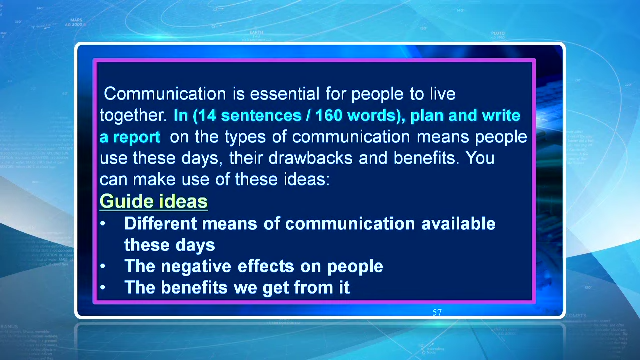 Communication is essential for people to live
together. In (14 sentences / 160 words), plan and write
a report on the types of communication means people
use these days, their drawbacks and benefits. You
can make use of these ideas:
Guide ideas
• Different means of communication available
these days
• The negative effects on people
• The benefits we get from it
57